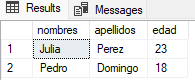 Results Messages
nombres apellidos edad
1 Julia Perez 23
2 Pedro Domingo 18